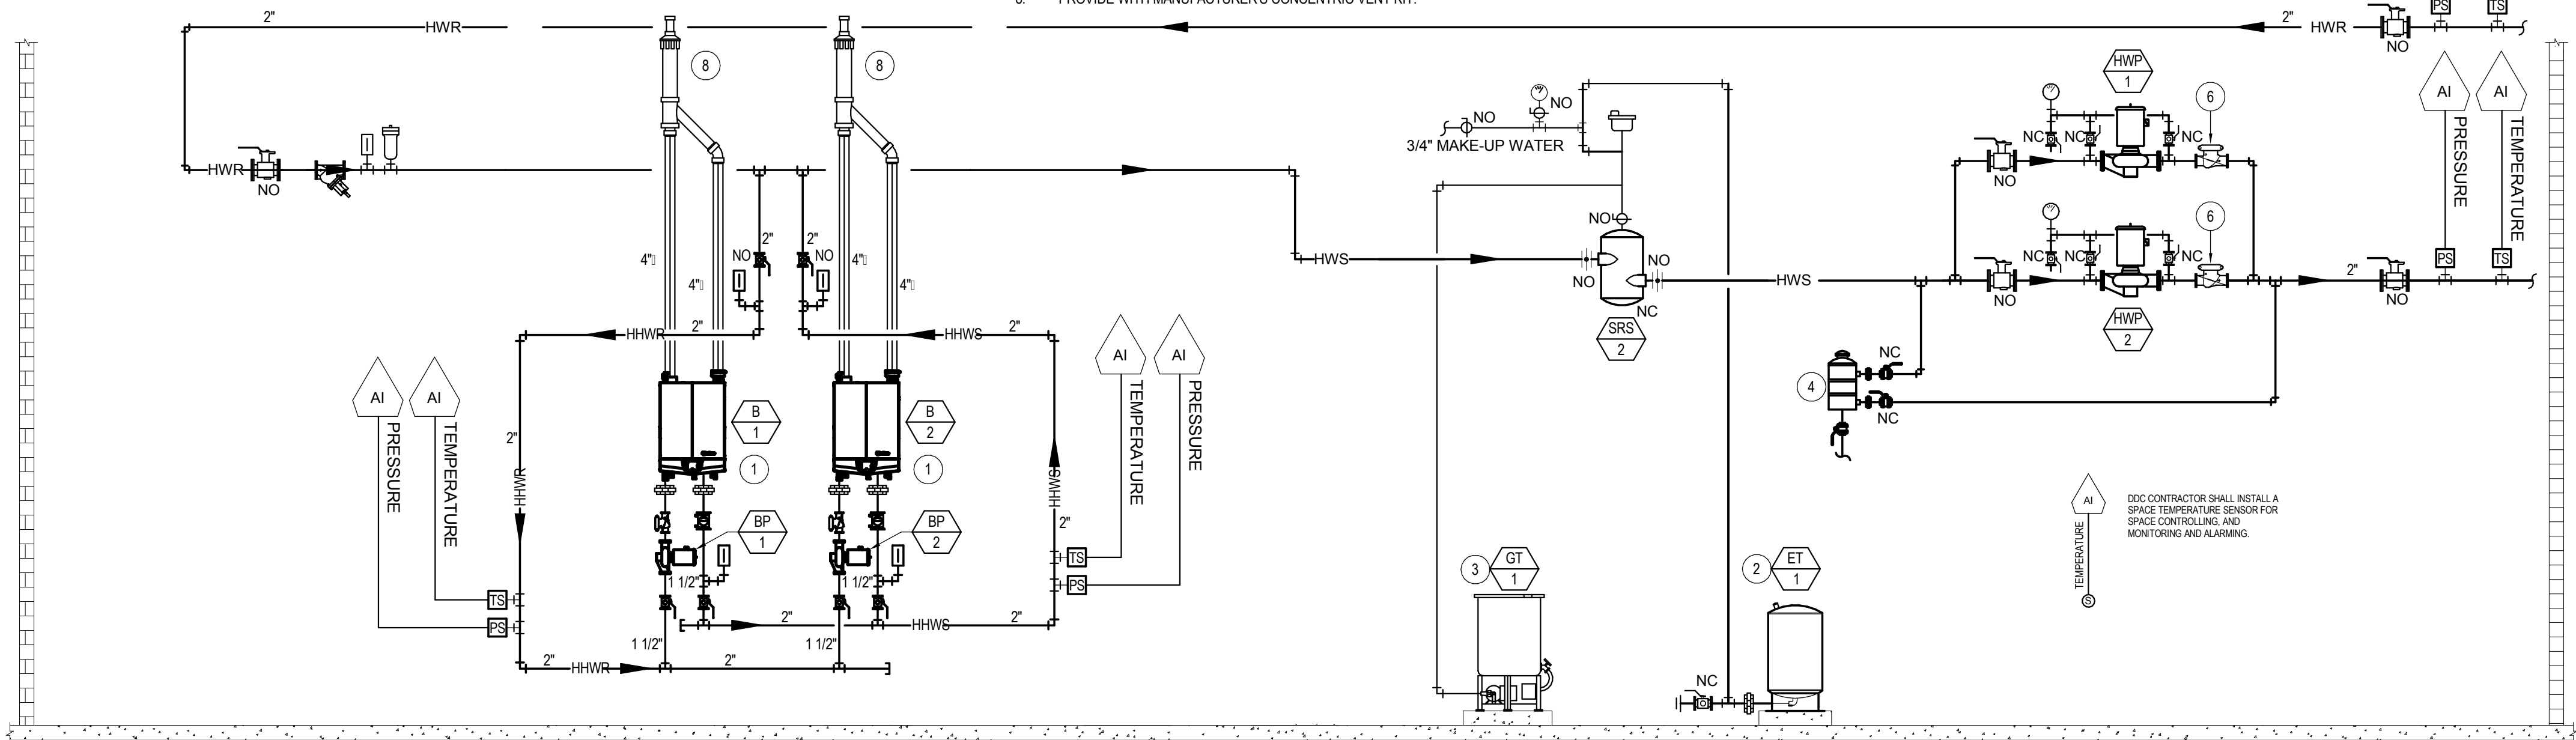 8. PROVIDE WITH MANUFACTURER'S CONCENTRIC VENT KIT.
2"
HWR
2"
HWR
NO
PS
TS
8
8
HWP
1
6
AI
AI
PRESSURE
TEMPERATURE
NO
NO
3/4" MAKE-UP WATER
NC
NC
NC
NO
HWR
NO
2"
2"
NO
NO
4"
4"
4"
4"
NO
HWS
NO
NO
NC
SRS
2
HWS
NC
NC
NC
6
NO
HWP
2
2"
NO
PS
TS
HHWR
2"
HHWS
2"
AI
AI
TEMPERATURE
PRESSURE
AI
AI
PRESSURE
TEMPERATURE
2"
HHWR
B
1
1
B
2
1
HHWS
2"
4
NC
NC
BP
1
BP
2
1 1/2"
1 1/2"
TS
PS
TS
PS
2"
HHWS
2"
1 1/2"
1 1/2"
2"
HHWR
2"
3
GT
1
2
ET
1
NC
AI
TEMPERATURE
S
DDC CONTRACTOR SHALL INSTALL A
SPACE TEMPERATURE SENSOR FOR
SPACE CONTROLLING, AND
MONITORING AND ALARMING.